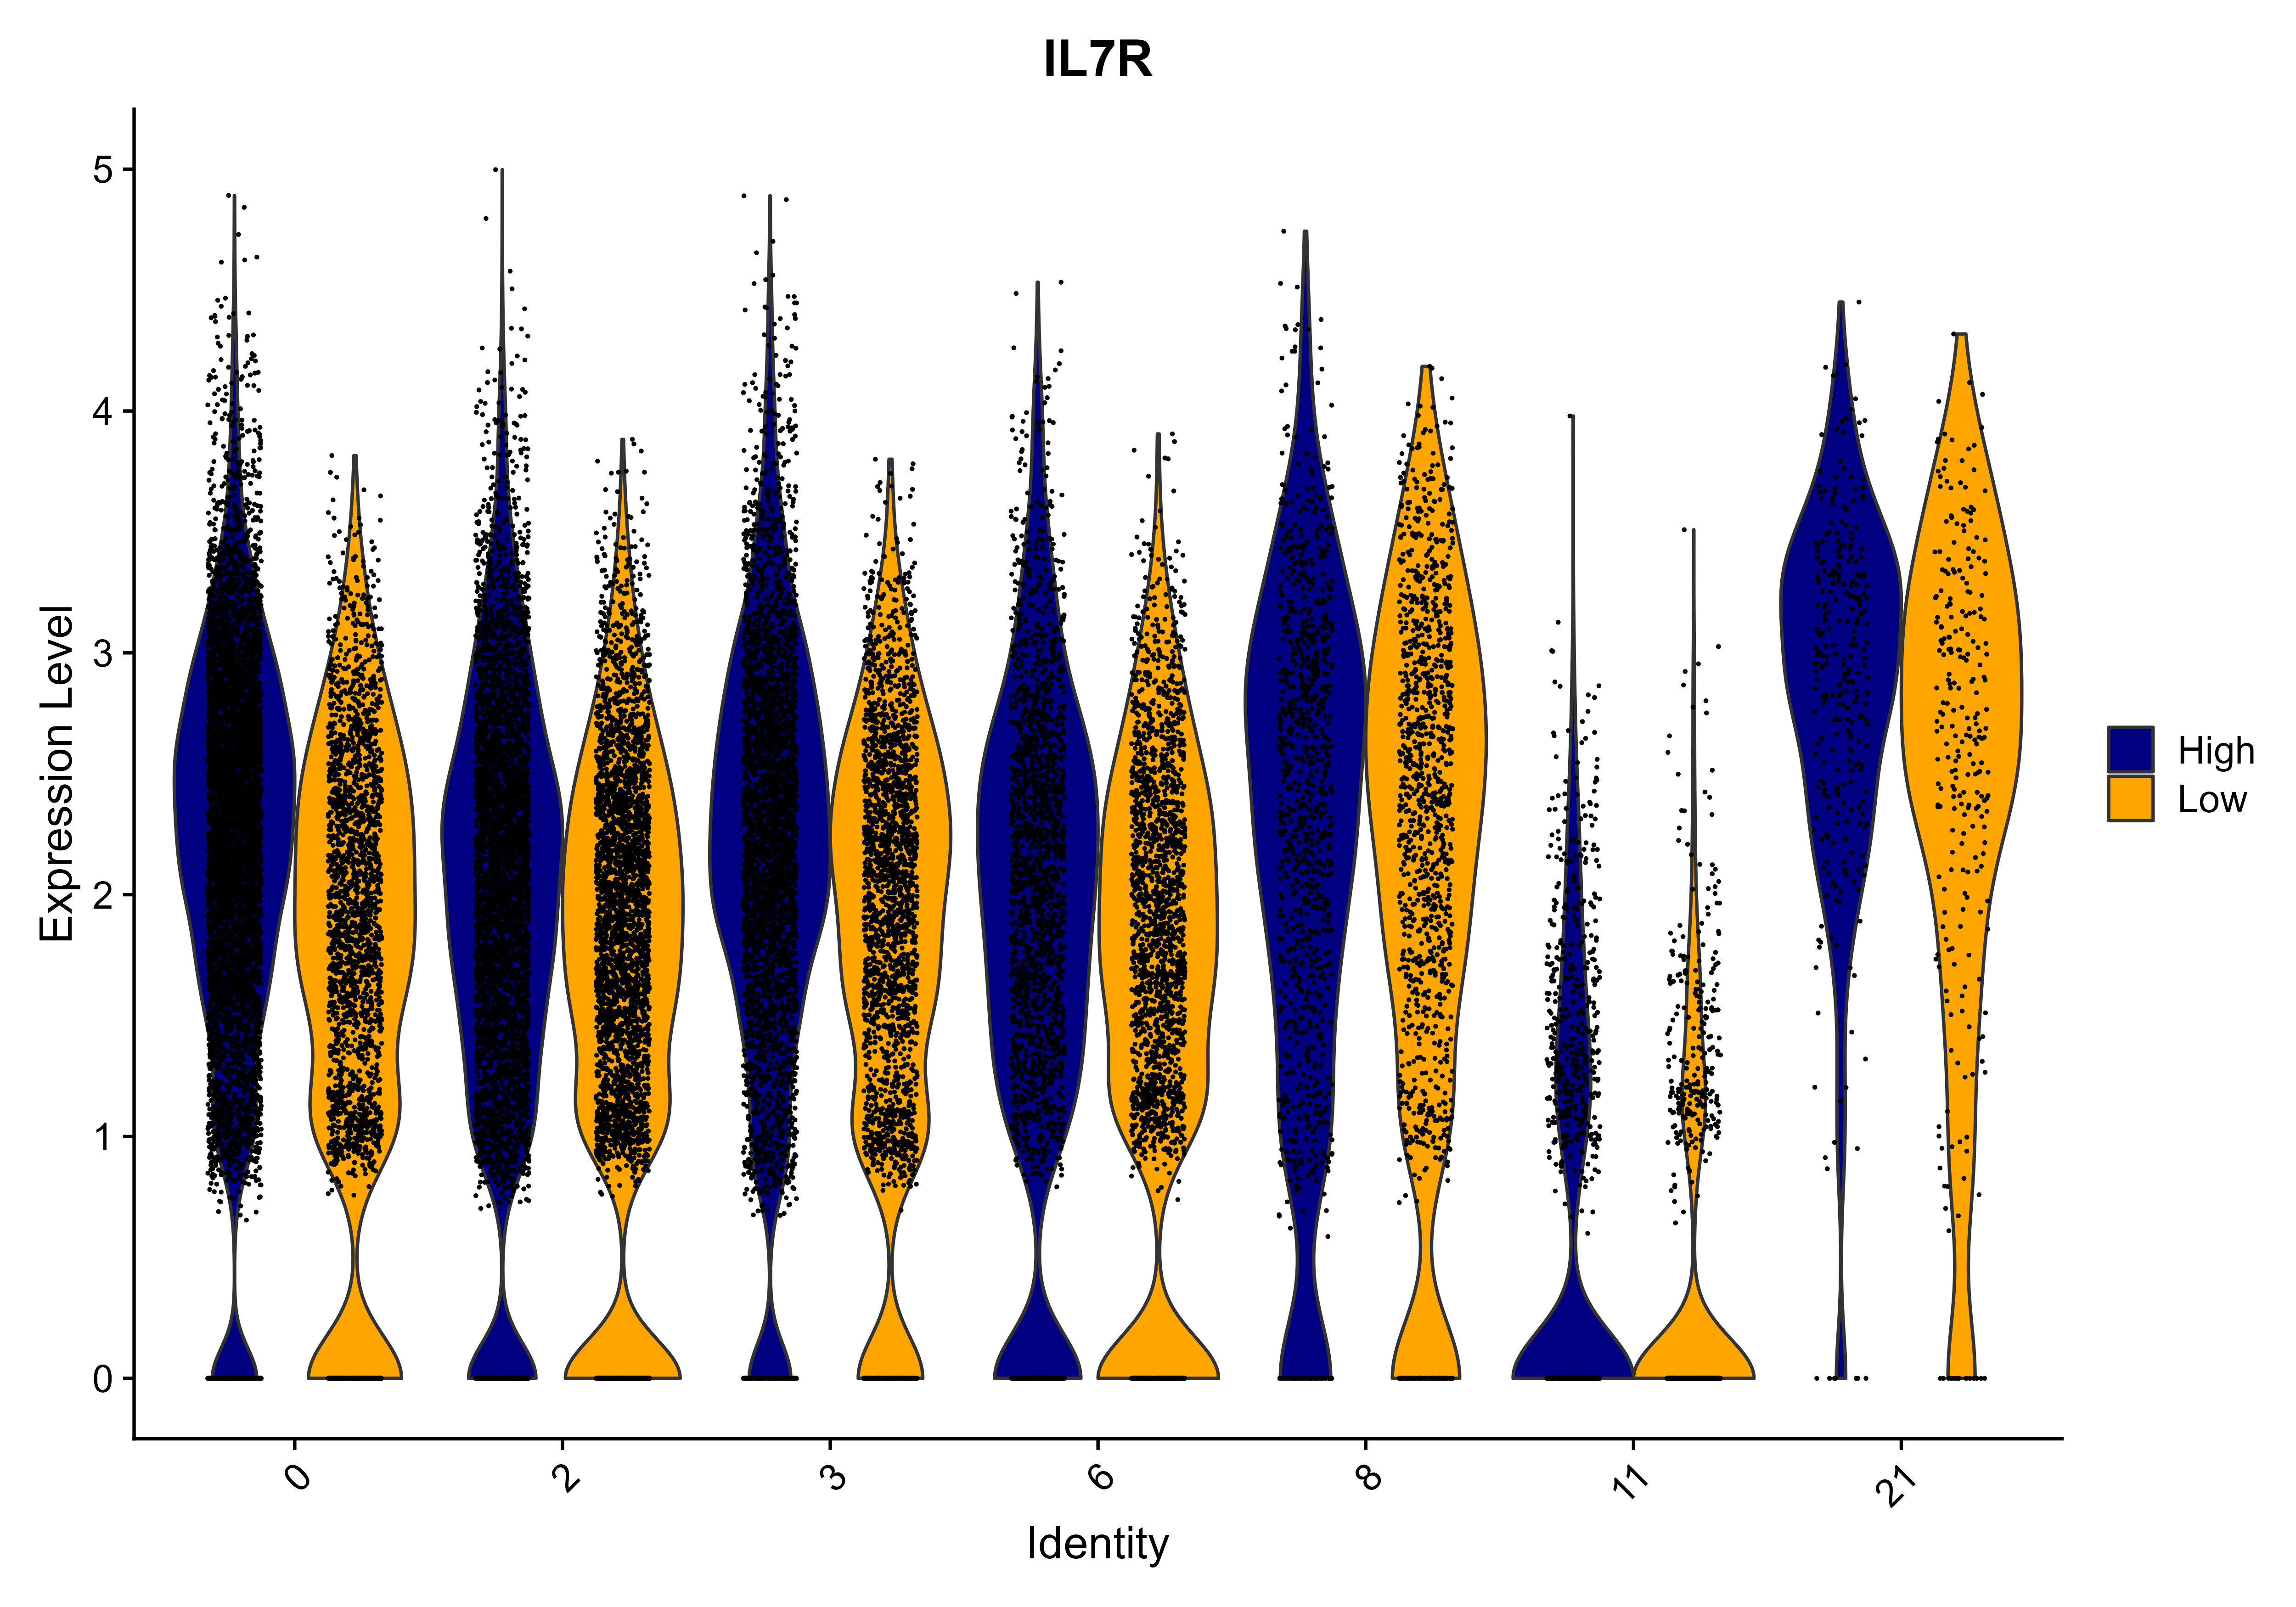 IL7R
Expression Level
5
4
3
2
1
0
0 2 3 6 8 11 21
Identity
High
Low